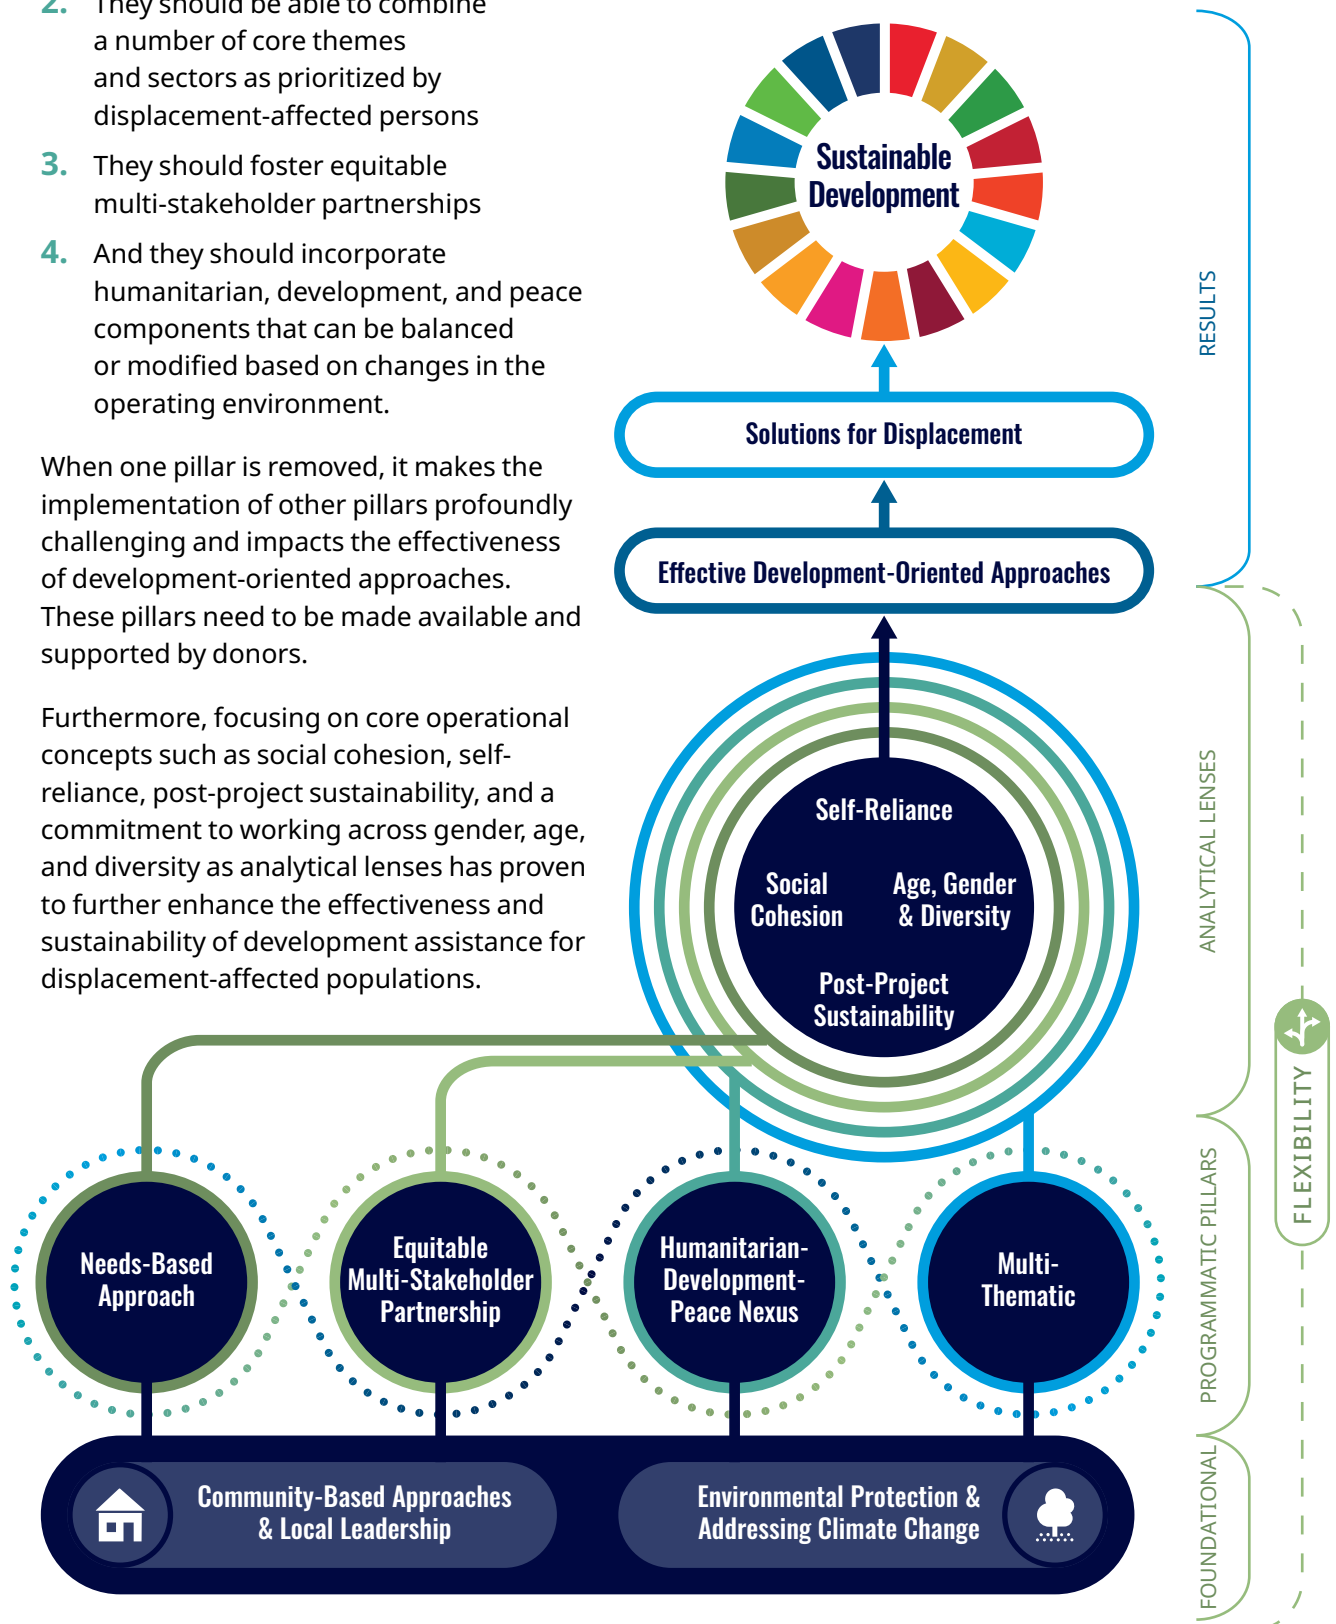 2. They should be able to combine
a number of core themes
and sectors as prioritized by
displacement-affected persons
3. They should foster equitable
multi-stakeholder partnerships
4. And they should incorporate
humanitarian, development, and peace
components that can be balanced
or modified based on changes in the
operating environment.
When one pillar is removed, it makes the
implementation of other pillars profoundly
challenging and impacts the effectiveness
of development-oriented approaches.
These pillars need to be made available and
supported by donors.
Furthermore, focusing on core operational
concepts such as social cohesion, self-
reliance, post-project sustainability, and a
commitment to working across gender, age,
and diversity as analytical lenses has proven
to further enhance the effectiveness and
sustainability of development assistance for
displacement-affected populations.
Sustainable
Development
Solutions for Displacement
Effective Development-Oriented Approaches
Self-Reliance
Social
Cohesion
Age, Gender
& Diversity
Post-Project
Sustainability
Needs-Based
Approach
Equitable
Multi-Stakeholder
Partnership
Humanitarian-
Development-
Peace Nexus
Multi-
Thematic
Community-Based Approaches
& Local Leadership
Environmental Protection &
Addressing Climate Change
RESULTS
ANALYTICAL LENSES
PROGRAMMATIC PILLARS
FOUNDATIONAL
FLEXIBILITY